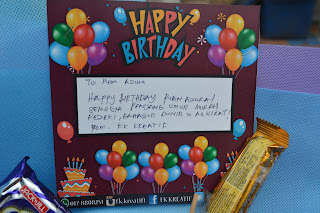 HAPPY
BIRTHDAY
To Puan Azura
HAPPY BIRTHDAY PUAN AZURA!
SEMOGA PANJANG UMUR MURAH
REZEKI, BAHAGIA DUNIA & AKHIRAT!
FROM : FK KREATIF
fkkreatif
FKKREATIF